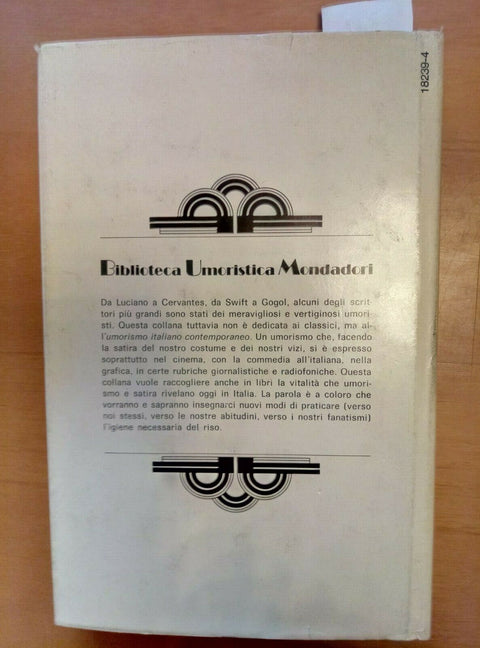 18239-4
Biblioteca Umoristica Mondadori
Da Luciano a Cervantes, da Swift a Gogol, alcuni degli scrit-
tori più grandi sono stati dei meravigliosi e vertiginosi umori-
sti. Questa collana tuttavia non è dedicata ai classici, ma al-
l'umorismo italiano contemporaneo. Un umorismo che, facendo
la satira del nostro costume e dei nostri vizi, si è espresso
soprattutto nel cinema, con la commedia all'italiana, nella
grafica, in certe rubriche giornalistiche e radiofoniche. Questa
collana vuole raccogliere anche in libri la vitalità che umori-
smo e satira rivelano oggi in Italia. La parola è a coloro che
vorranno e sapranno insegnarci nuovi modi di praticare (verso
noi stessi, verso le nostre abitudini, verso i nostri fanatismi)
l'igiene necessaria del riso.